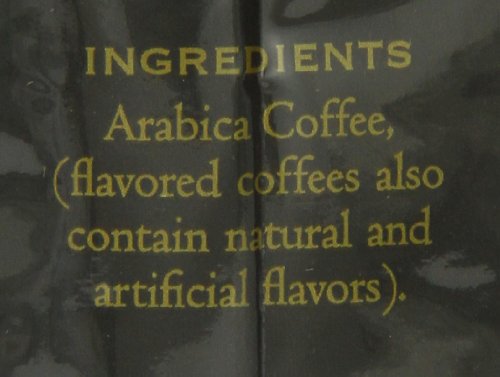 INGREDIENTS
Arabica Coffee,
(flavored coffees also
contain natural and
artificial flavors).